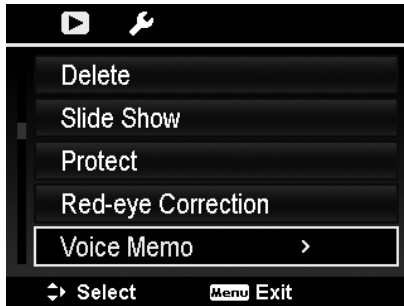 Delete
Slide Show
Protect
Red-eye Correction
Voice Memo >
Select Menu Exit